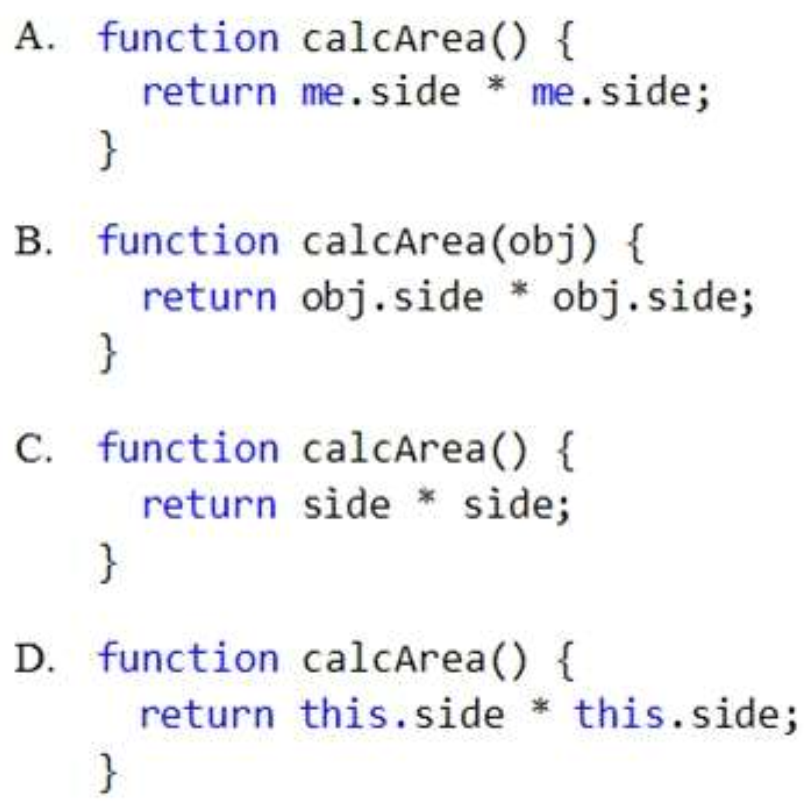 A. function calcArea() {
return me.side * me.side;
}
B. function calcArea(obj) {
return obj.side * obj.side;
}
C. function calcArea() {
return side * side;
}
D. function calcArea() {
return this.side * this.side;
}